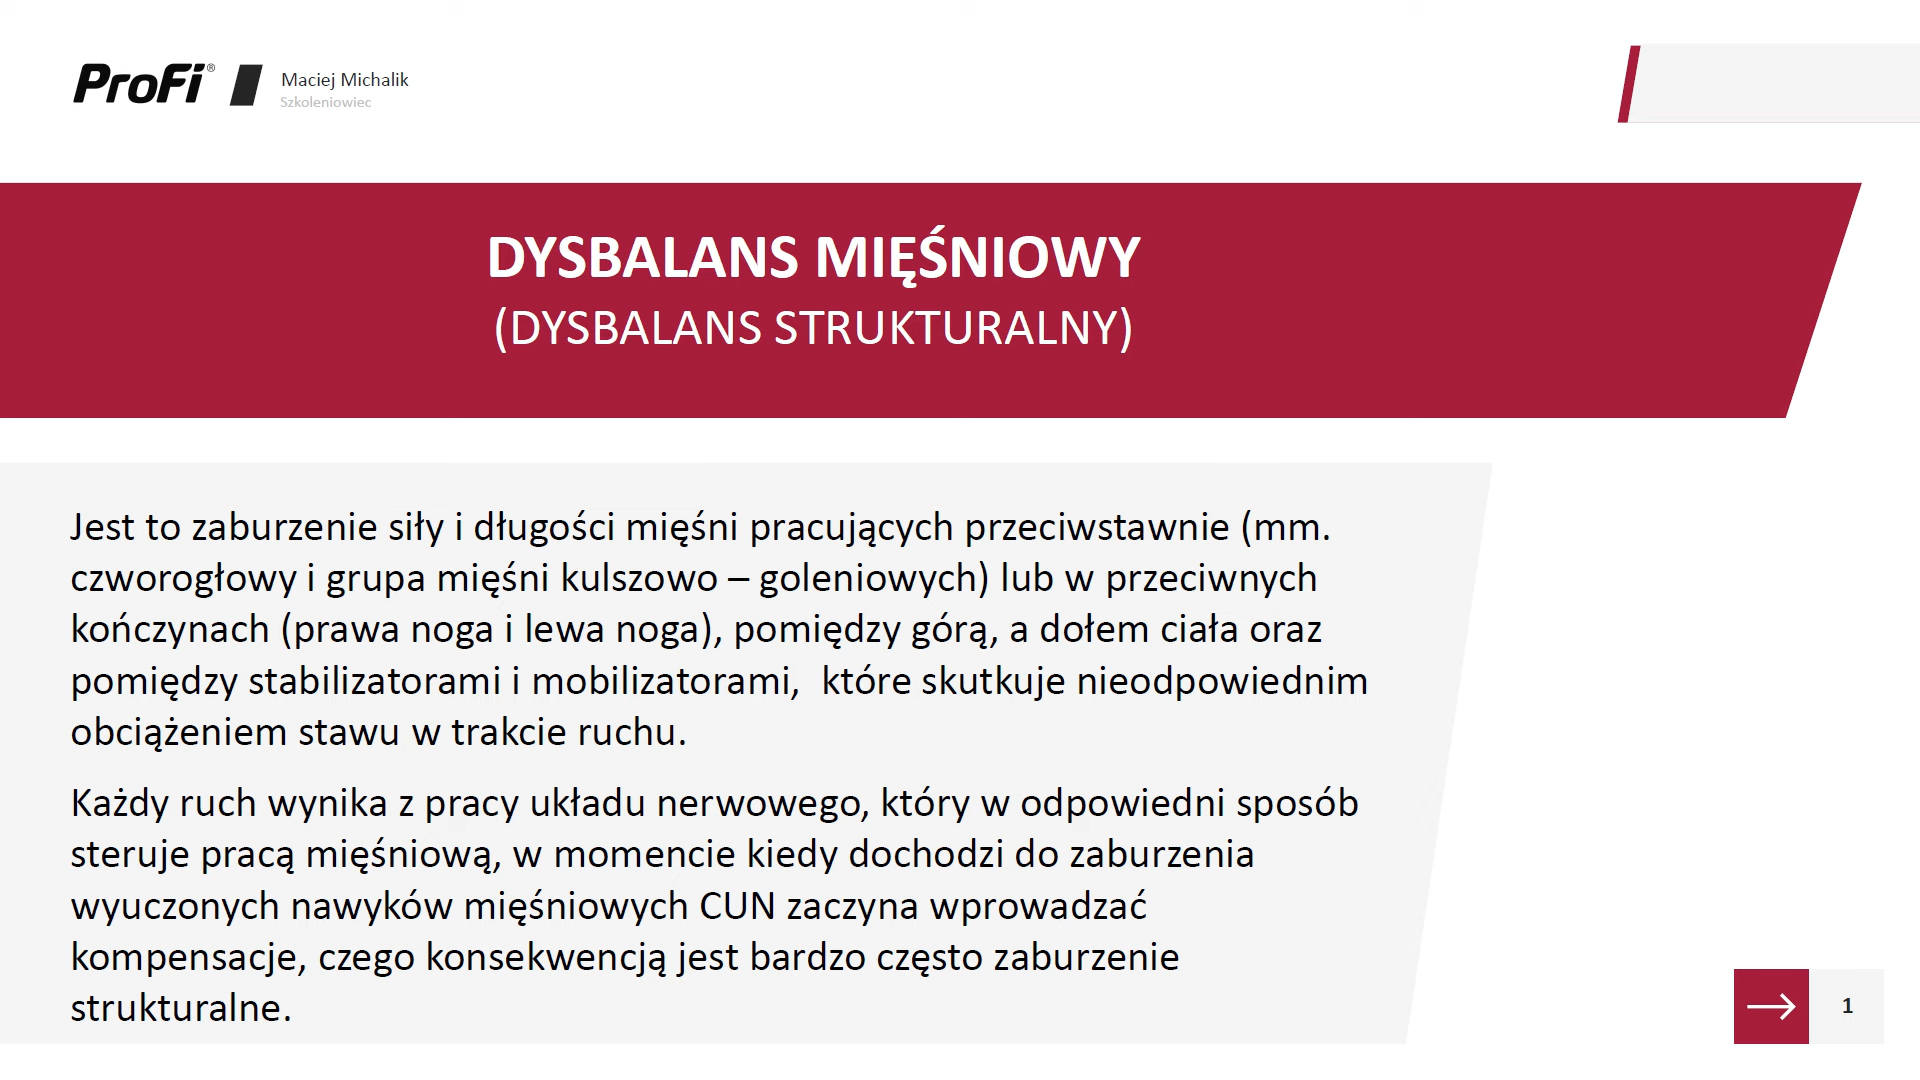 ProFi®
Maciej Michalik
Szkoleniowiec
DYSBALANS MIĘŚNIOWY
(DYSBALANS STRUKTURALNY)
Jest to zaburzenie siły i długości mięśni pracujących przeciwstawnie (mm.
czworogłowy i grupa mięśni kulszowo – goleniowych) lub w przeciwnych
kończynach (prawa noga i lewa noga), pomiędzy górą, a dołem ciała oraz
pomiędzy stabilizatorami i mobilizatorami,  które skutkuje nieodpowiednim
obciążeniem stawu w trakcie ruchu.
Każdy ruch wynika z pracy układu nerwowego, który w odpowiedni sposób
steruje pracą mięśniową, w momencie kiedy dochodzi do zaburzenia
wyuczonych nawyków mięśniowych CUN zaczyna wprowadzać
kompensacje, czego konsekwencją jest bardzo często zaburzenie
strukturalne.
1